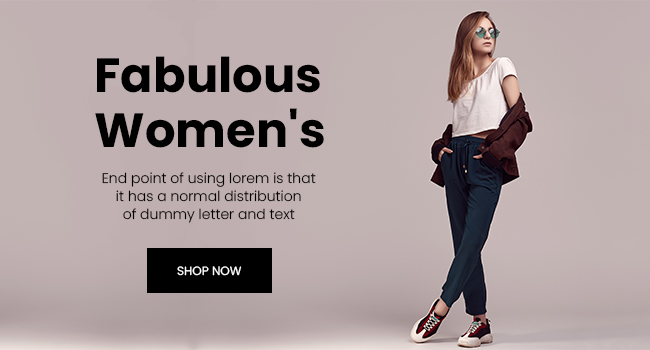 Fabulous
Women's
End point of using lorem is that
it has a normal distribution
of dummy letter and text
SHOP NOW